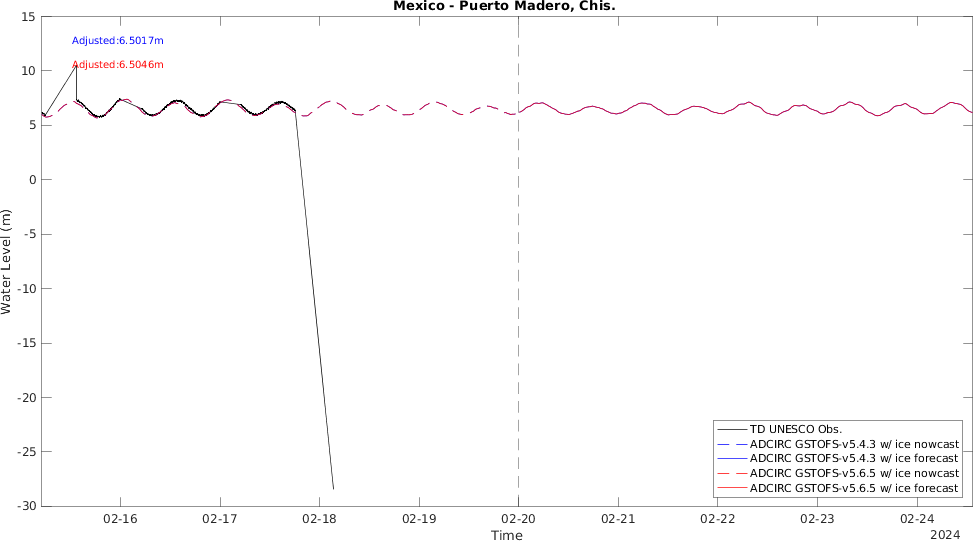 Mexico - Puerto Madero, Chis.
15
Adjusted:6.5017m
Adjusted:6.5046m
10
5
0
-5
-10
-15
-20
-25
-30
Water Level (m)
TD UNESCO Obs.
ADCIRC GSTOFS-v5.4.3 w/ ice nowcast
ADCIRC GSTOFS-v5.4.3 w/ ice forecast
ADCIRC GSTOFS-v5.6.5 w/ ice nowcast
ADCIRC GSTOFS-v5.6.5 w/ ice forecast
02-16 02-17 02-18 02-19 02-20 02-21 02-22 02-23 02-24
Time
2024